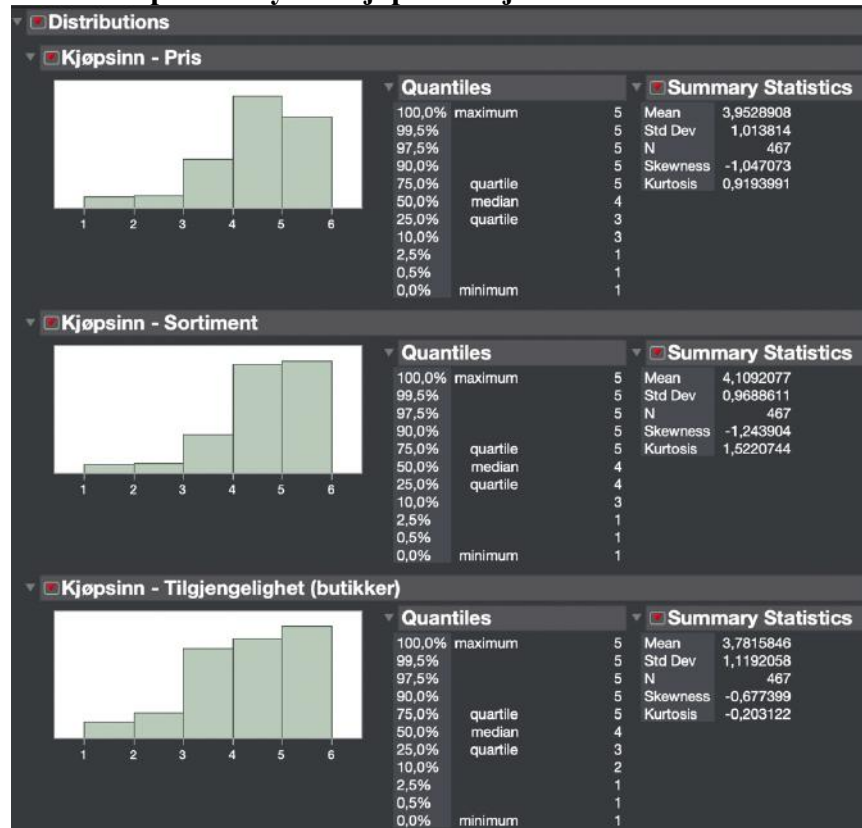 Distributions
Kjøpsinn - Pris
Quantiles
100,0% maximum 5
99,5% 5
97,5% 5
90,0% 5
75,0% quartile 5
50,0% median 4
25,0% quartile 3
10,0% 3
2,5% 1
0,5% 1
0,0% minimum 1
Summary Statistics
Mean 3,9528908
Std Dev 1,013814
N 467
Skewness -1,047073
Kurtosis 0,9193991
1 2 3 4 5 6
Kjøpsinn - Sortiment
Quantiles
100,0% maximum 5
99,5% 5
97,5% 5
90,0% 5
75,0% quartile 5
50,0% median 4
25,0% quartile 4
10,0% 3
2,5% 1
0,5% 1
0,0% minimum 1
Summary Statistics
Mean 4,1092077
Std Dev 0,9688611
N 467
Skewness -1,243904
Kurtosis 1,5220744
1 2 3 4 5 6
Kjøpsinn - Tilgjengelighet (butikker)
Quantiles
100,0% maximum 5
99,5% 5
97,5% 5
90,0% 5
75,0% quartile 5
50,0% median 4
25,0% quartile 3
10,0% 2
2,5% 1
0,5% 1
0,0% minimum 1
Summary Statistics
Mean 3,7815846
Std Dev 1,1192058
N 467
Skewness -0,677399
Kurtosis -0,203122
1 2 3 4 5 6